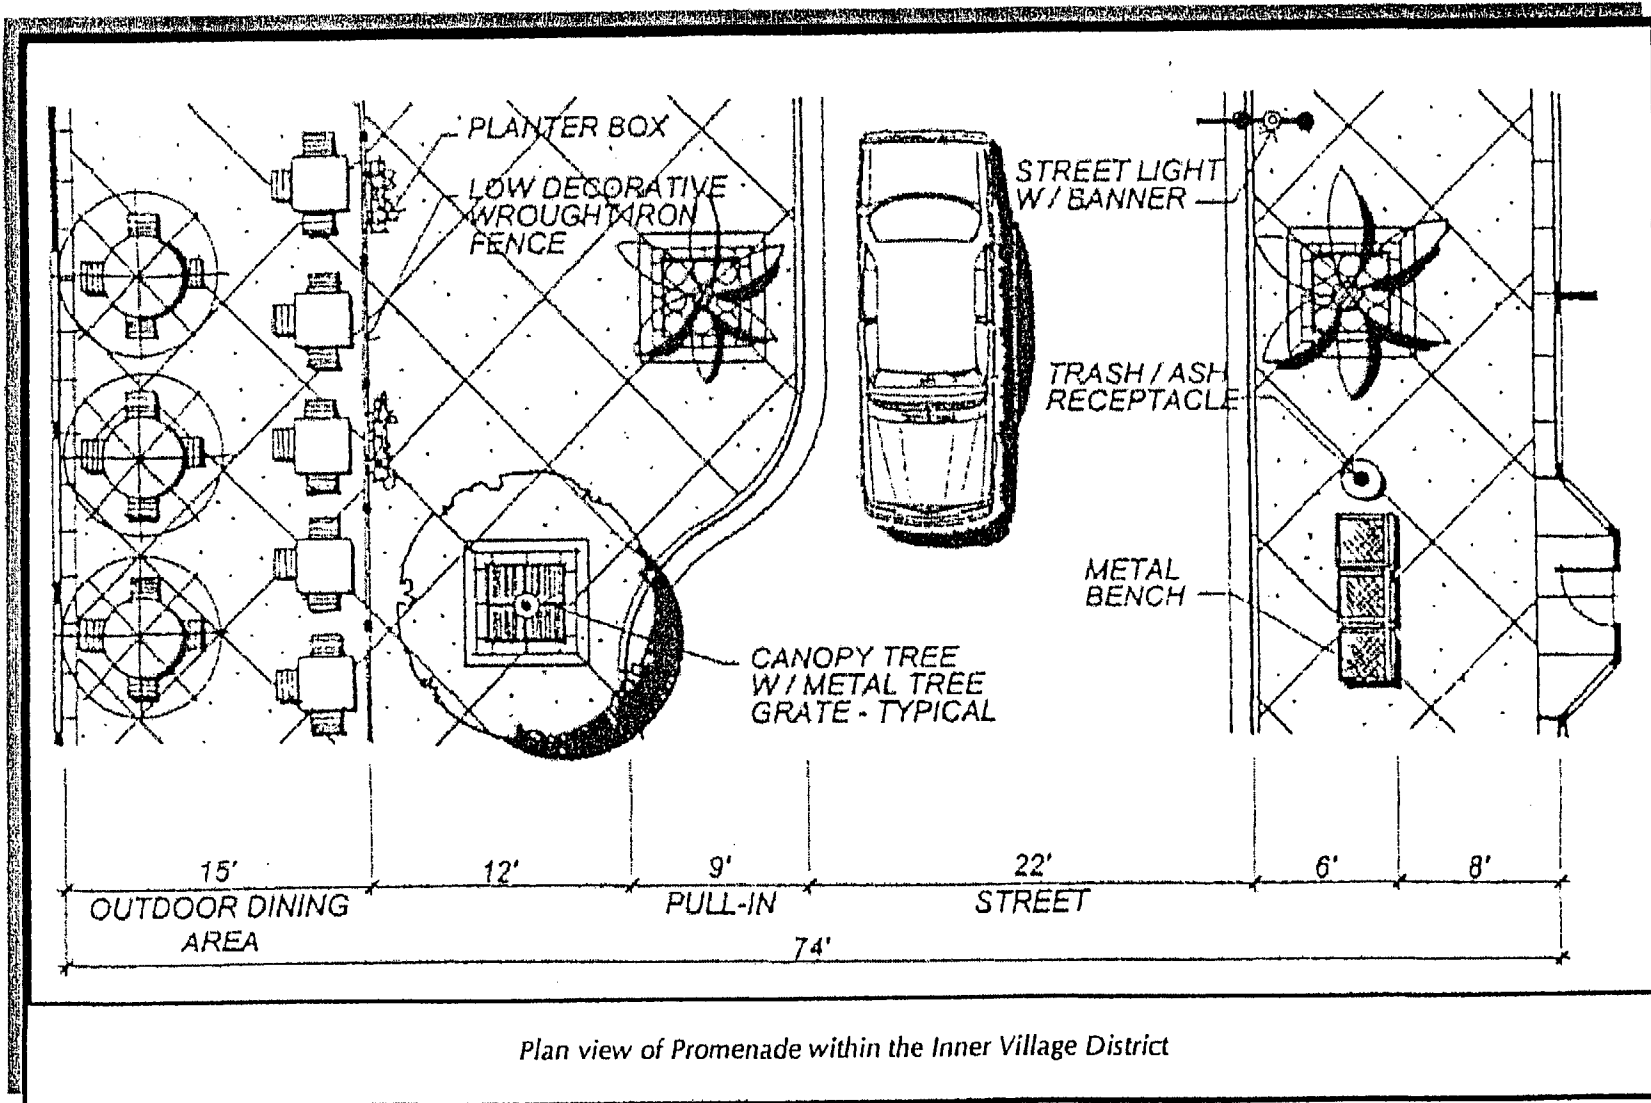 PLANTER BOX
LOW DECORATIVE
WROUGHT IRON
FENCE
STREET LIGHT
W / BANNER
TRASH / ASH
RECEPTACLE
METAL
BENCH
CANOPY TREE
W / METAL TREE
GRATE - TYPICAL
15' 12' 9' 22' 6' 8'
OUTDOOR DINING PULL-IN STREET
AREA
74'
Plan view of Promenade within the Inner Village District